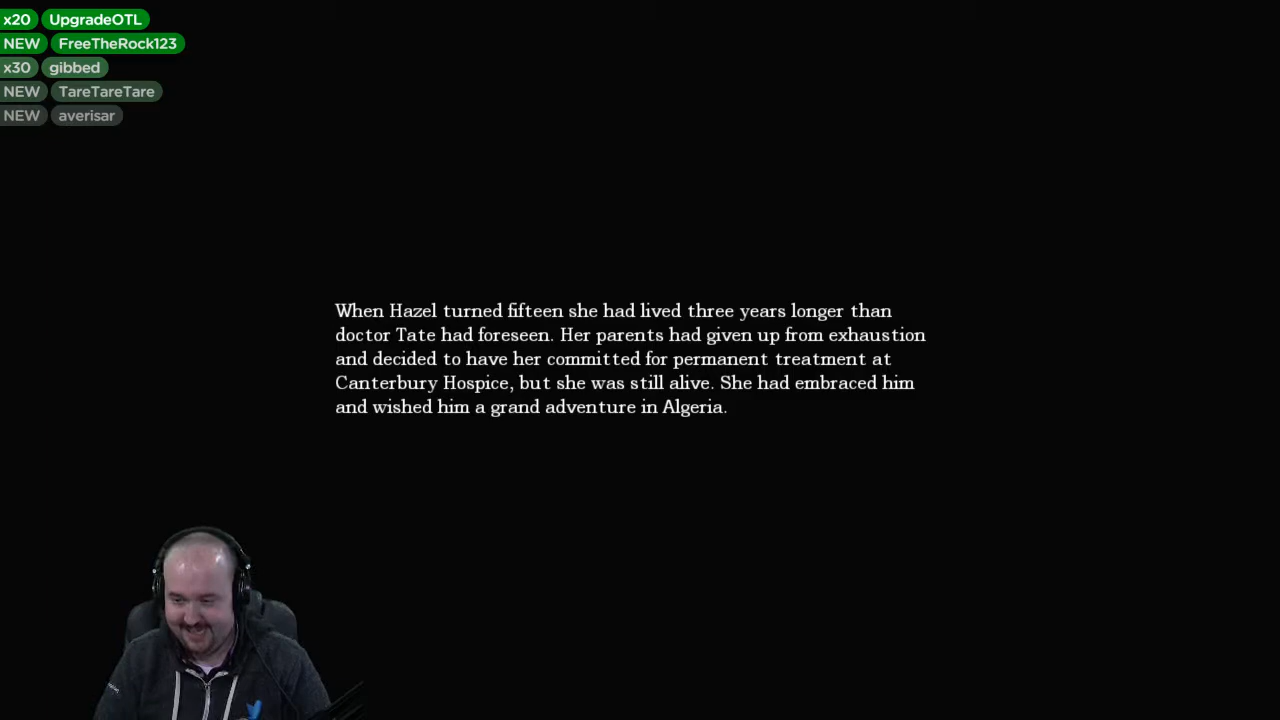 x20 UpgradeOTL
NEW FreeTheRock123
x30 gibbed
NEW TareTareTare
NEW averisar
When Hazel turned fifteen she had lived three years longer than
doctor Tate had foreseen. Her parents had given up from exhaustion
and decided to have her committed for permanent treatment at
Canterbury Hospice, but she was still alive. She had embraced him
and wished him a grand adventure in Algeria.